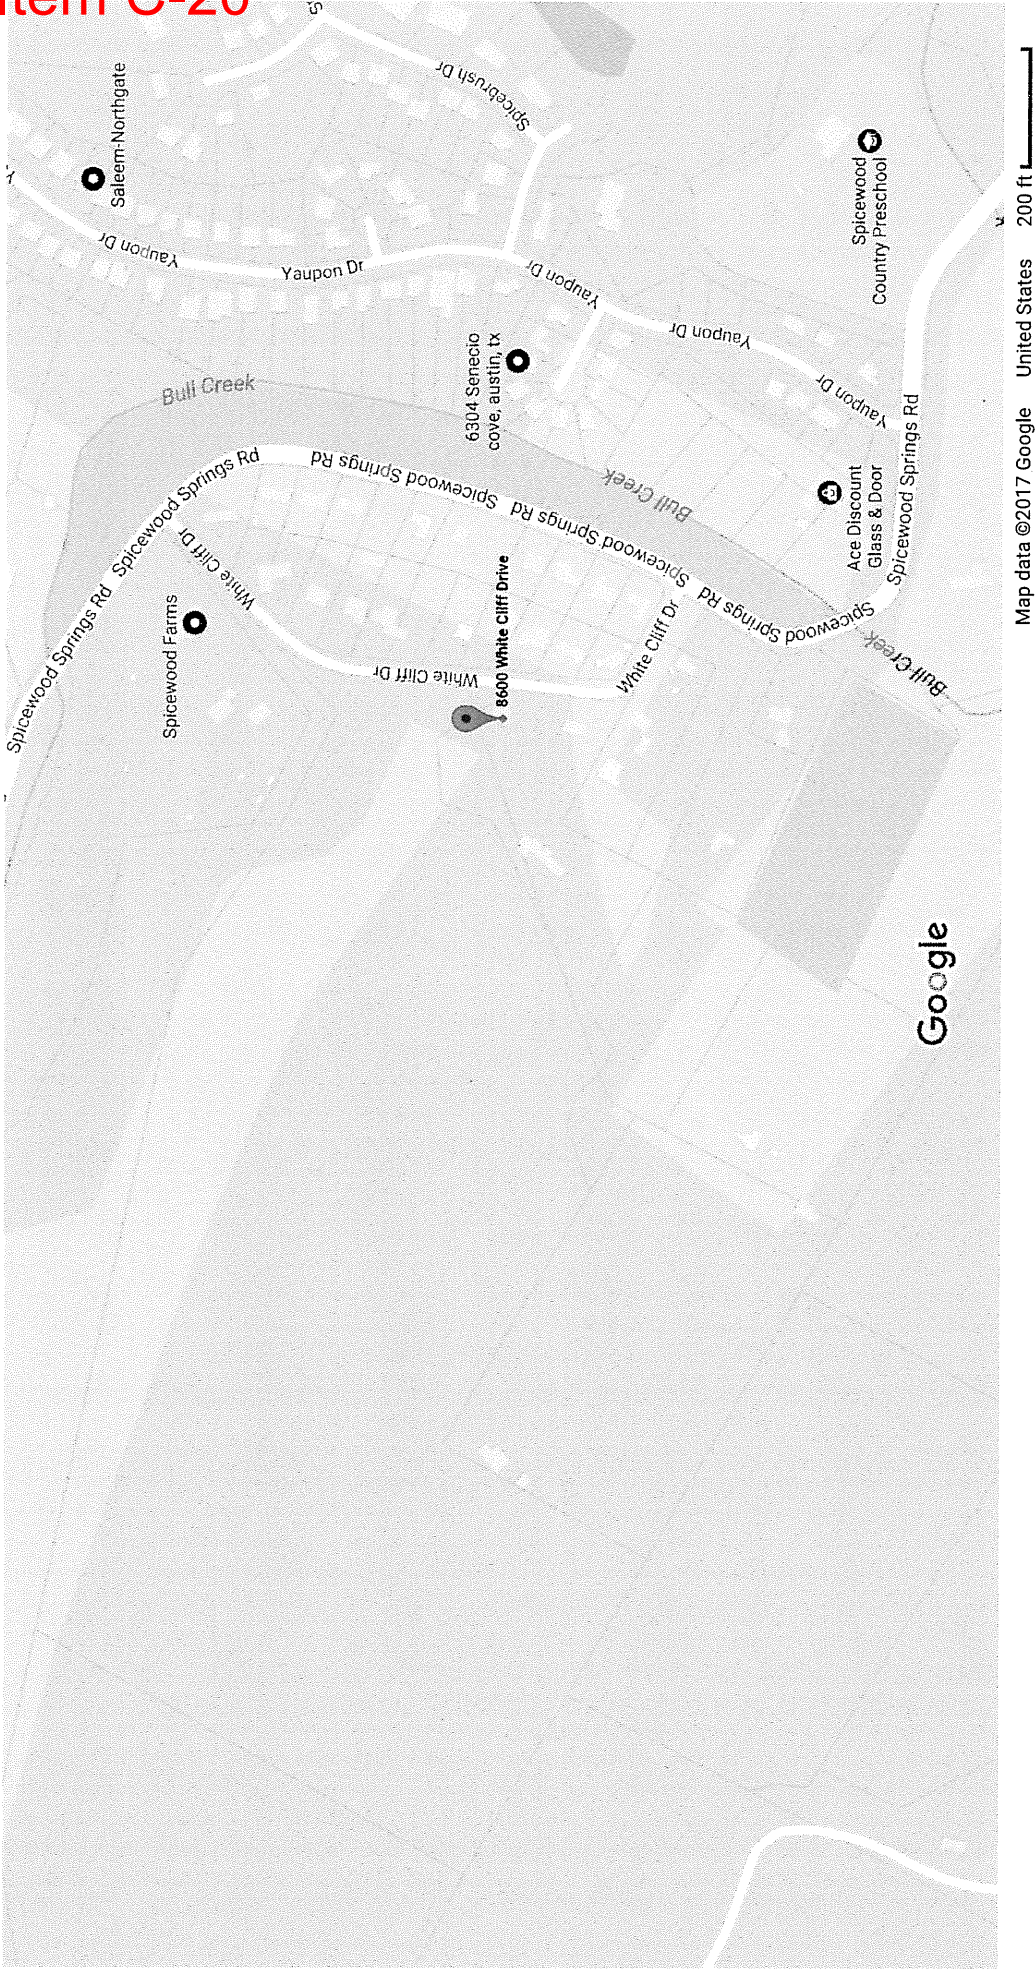 Item C-20
Saleem-Northgate
Spicebrush Dr
Yaupon Dr
Yaupon Dr
Yaupon Dr
Yaupon Dr
Yaupon Dr
Spicewood
Country Preschool
Bull Creek
6304 Senecio
cove, austin, tx
Spicewood Springs Rd
Spicewood Springs Rd
Spicewood Springs Rd
Spicewood Springs Rd
Spicewood Springs Rd
Spicewood Springs Rd
Spicewood Springs Rd
Bull Creek
Ace Discount
Glass & Door
White Cliff Dr
Spicewood Farms
White Cliff Dr
8600 White Cliff Drive
White Cliff Dr
Bull Creek
Google
Map data ©2017 Google United States 200 ft